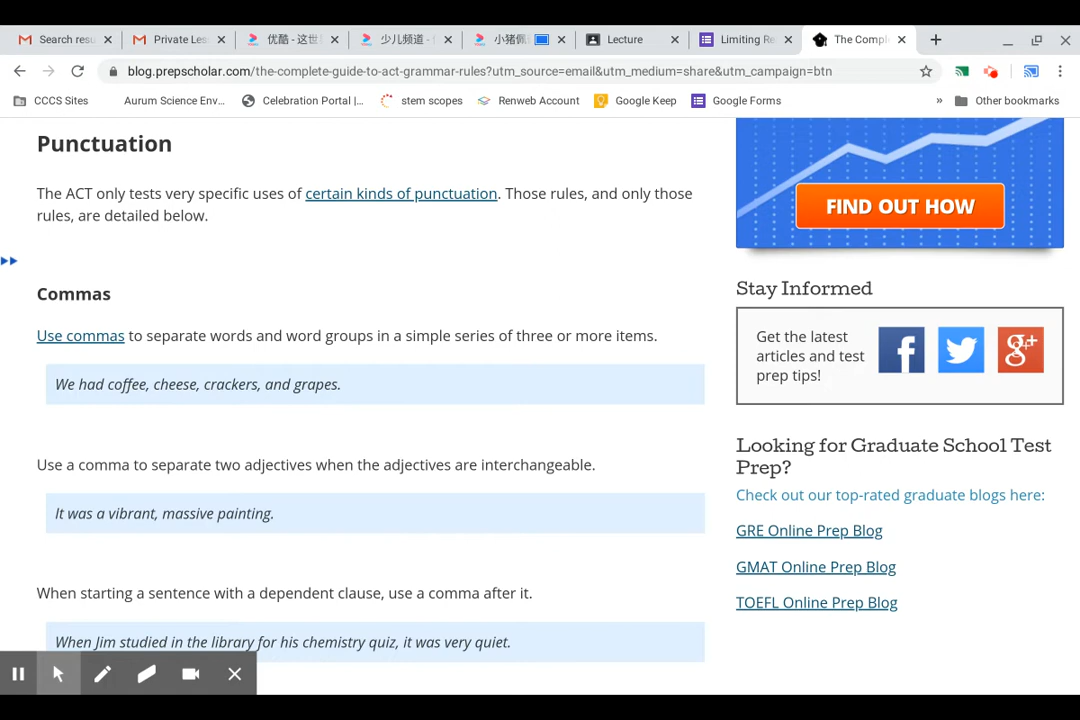 Search resu
Private Les
优酷 - 这世
少儿频道 -
小猪佩
Lecture
Limiting Re
The Compl
blog.prepscholar.com/the-complete-guide-to-act-grammar-rules?utm_source=email&utm_medium=share&utm_campaign=btn
CCCS Sites
Aurum Science Env...
Celebration Portal |...
stem scopes
Renweb Account
Google Keep
Google Forms
»
Other bookmarks
Punctuation
The ACT only tests very specific uses of certain kinds of punctuation. Those rules, and only those
rules, are detailed below.
Commas
Use commas to separate words and word groups in a simple series of three or more items.
We had coffee, cheese, crackers, and grapes.
Use a comma to separate two adjectives when the adjectives are interchangeable.
It was a vibrant, massive painting.
When starting a sentence with a dependent clause, use a comma after it.
When Jim studied in the library for his chemistry quiz, it was very quiet.
FIND OUT HOW
Stay Informed
Get the latest
articles and test
prep tips!
f
g+
Looking for Graduate School Test
Prep?
Check out our top-rated graduate blogs here:
GRE Online Prep Blog
GMAT Online Prep Blog
TOEFL Online Prep Blog